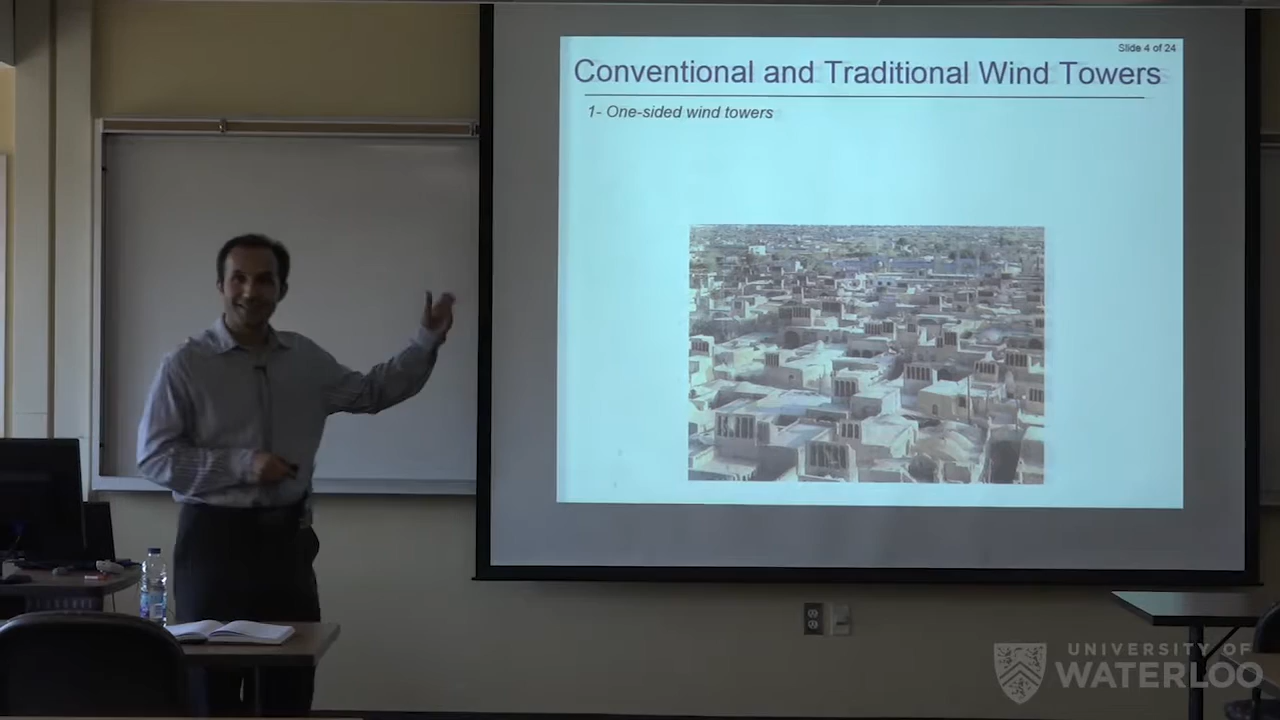 Slide 4 of 24
Conventional and Traditional Wind Towers
1- One-sided wind towers
UNIVERSITY OF
WATERLOO